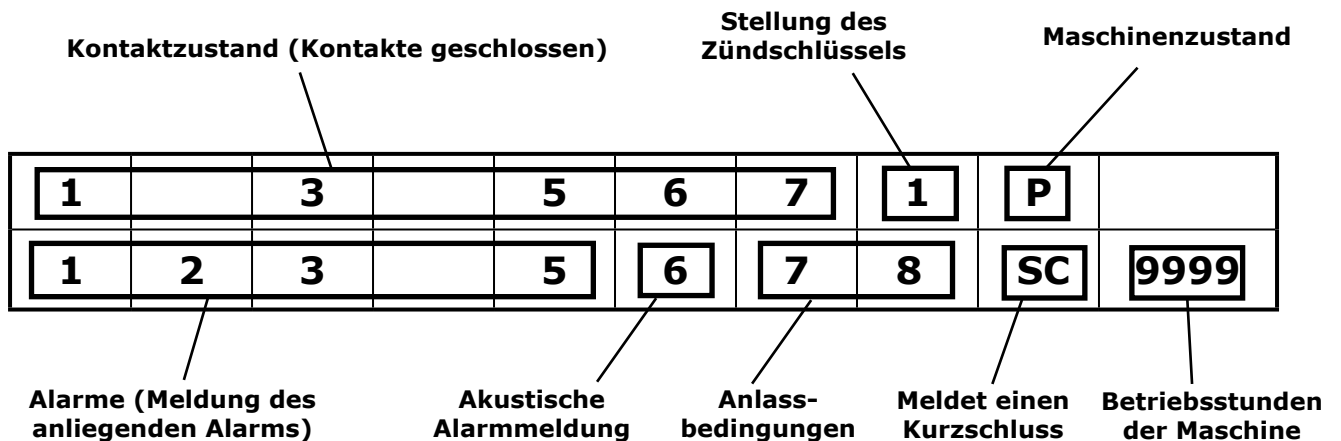 Kontaktzustand (Kontakte geschlossen)
Stellung des
Zündschlüssels
Maschinenzustand
1 3 5 6 7 1 P
1 2 3 5 6 7 8 SC 9999
Alarme (Meldung des
anliegenden Alarms)
Akustische
Alarmmeldung
Anlass-
bedingungen
Meldet einen
Kurzschluss
Betriebsstunden
der Maschine